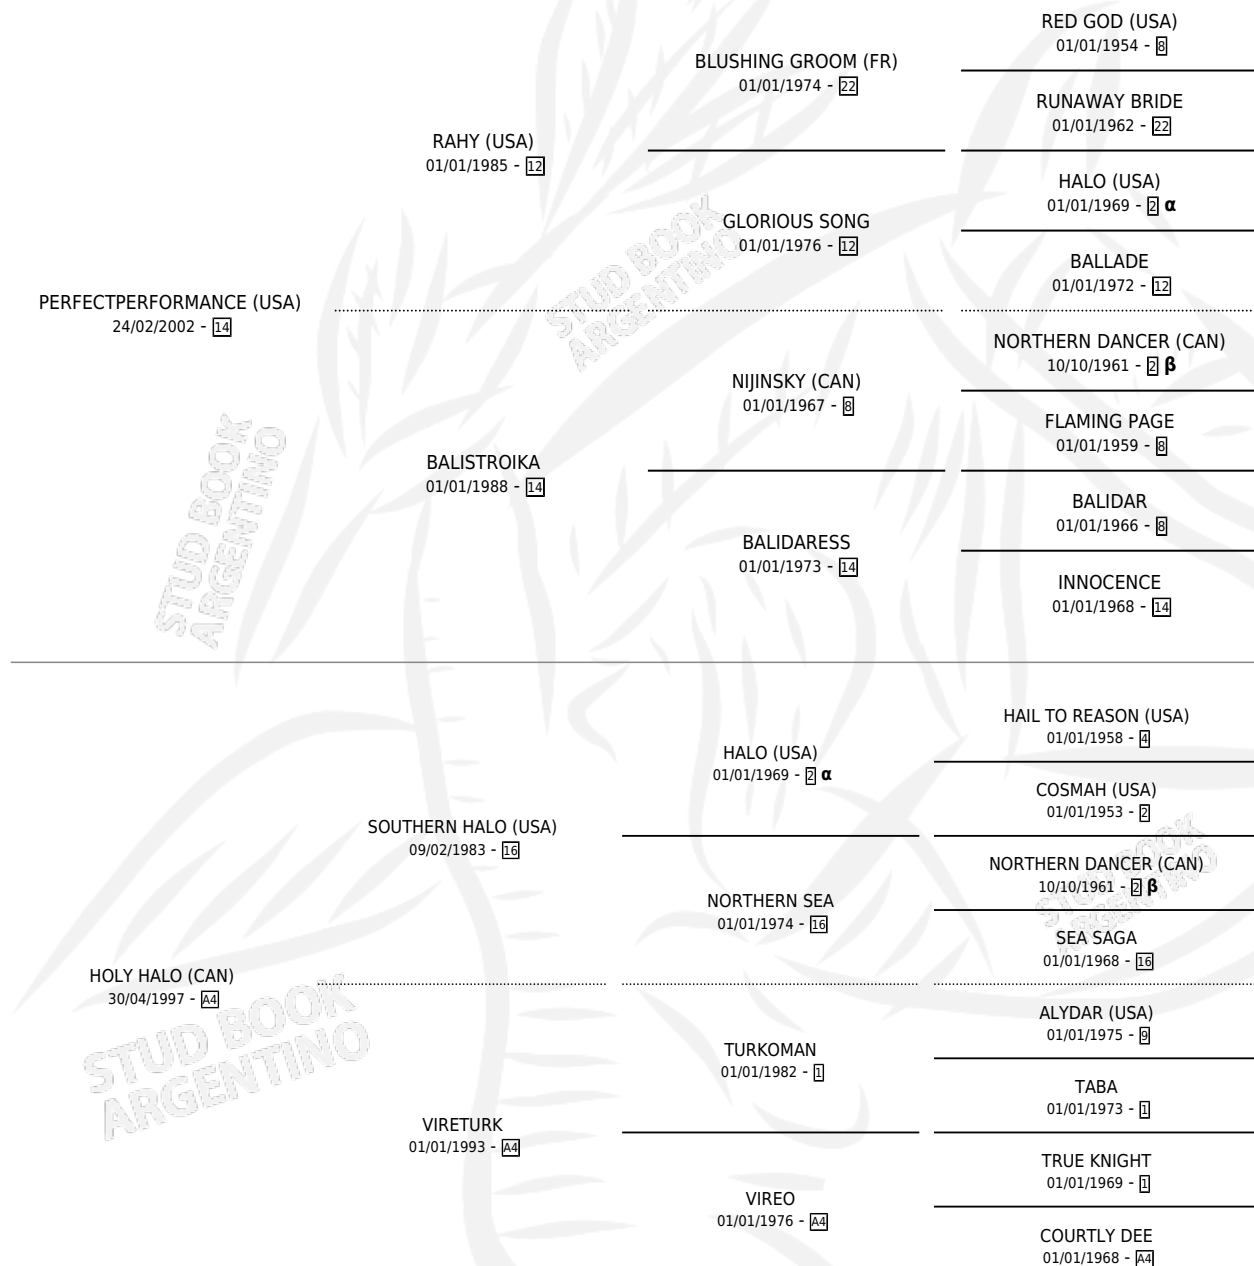 RED GOD (USA)
01/01/1954 - 8
BLUSHING GROOM (FR)
01/01/1974 - 22
RUNAWAY BRIDE
01/01/1962 - 22
RAHY (USA)
01/01/1985 - 12
HALO (USA)
01/01/1969 - 2 α
GLORIOUS SONG
01/01/1976 - 12
BALLADE
01/01/1972 - 12
PERFECTPERFORMANCE (USA)
24/02/2002 - 14
NORTHERN DANCER (CAN)
10/10/1961 - 2 β
NIJINSKY (CAN)
01/01/1967 - 8
FLAMING PAGE
01/01/1959 - 8
BALISTROIKA
01/01/1988 - 14
BALIDAR
01/01/1966 - 8
BALIDARESS
01/01/1973 - 14
INNOCENCE
01/01/1968 - 14
HAIL TO REASON (USA)
01/01/1958 - 4
HALO (USA)
01/01/1969 - 2 α
COSMAH (USA)
01/01/1953 - 2
SOUTHERN HALO (USA)
09/02/1983 - 16
NORTHERN DANCER (CAN)
10/10/1961 - 2 β
NORTHERN SEA
01/01/1974 - 16
SEA SAGA
01/01/1968 - 16
HOLY HALO (CAN)
30/04/1997 - A4
ALYDAR (USA)
01/01/1975 - 9
TURKOMAN
01/01/1982 - 1
TABA
01/01/1973 - 1
VIRETURK
01/01/1993 - A4
TRUE KNIGHT
01/01/1969 - 1
VIREO
01/01/1976 - A4
COURTLY DEE
01/01/1968 - A4
STUD BOOK
ARGENTINO
STUD BOOK
ARGENTINO
STUD BOOK
ARGENTINO
STUD BOOK
ARGENTINO